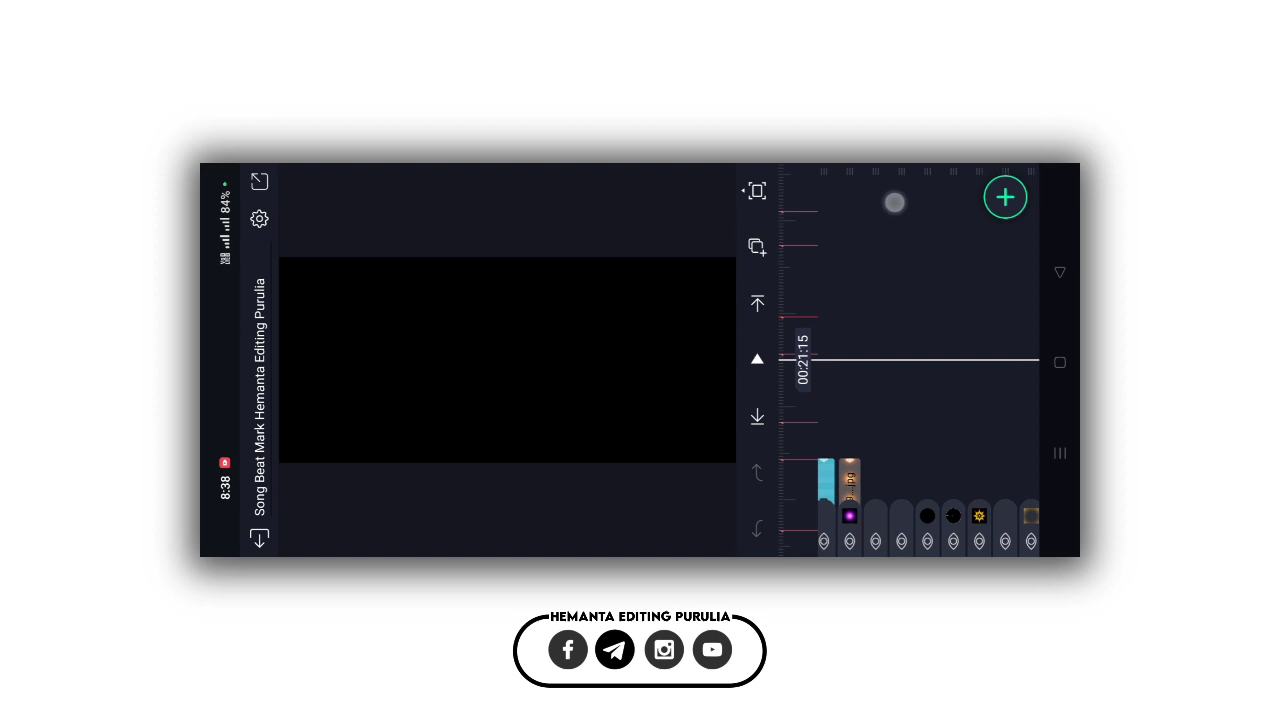 8:38
84%
Song Beat Mark Hemanta Editing Purulia
00:21:15
HEMANTA EDITING PURULIA